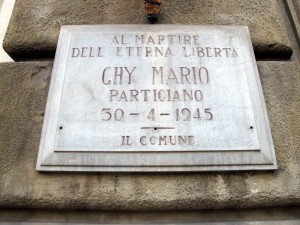 AL MARTIRE
DELL ETERNA LIBERTA
GHY MARIO
PARTIGIANO
30-4-1945
IL COMUNE